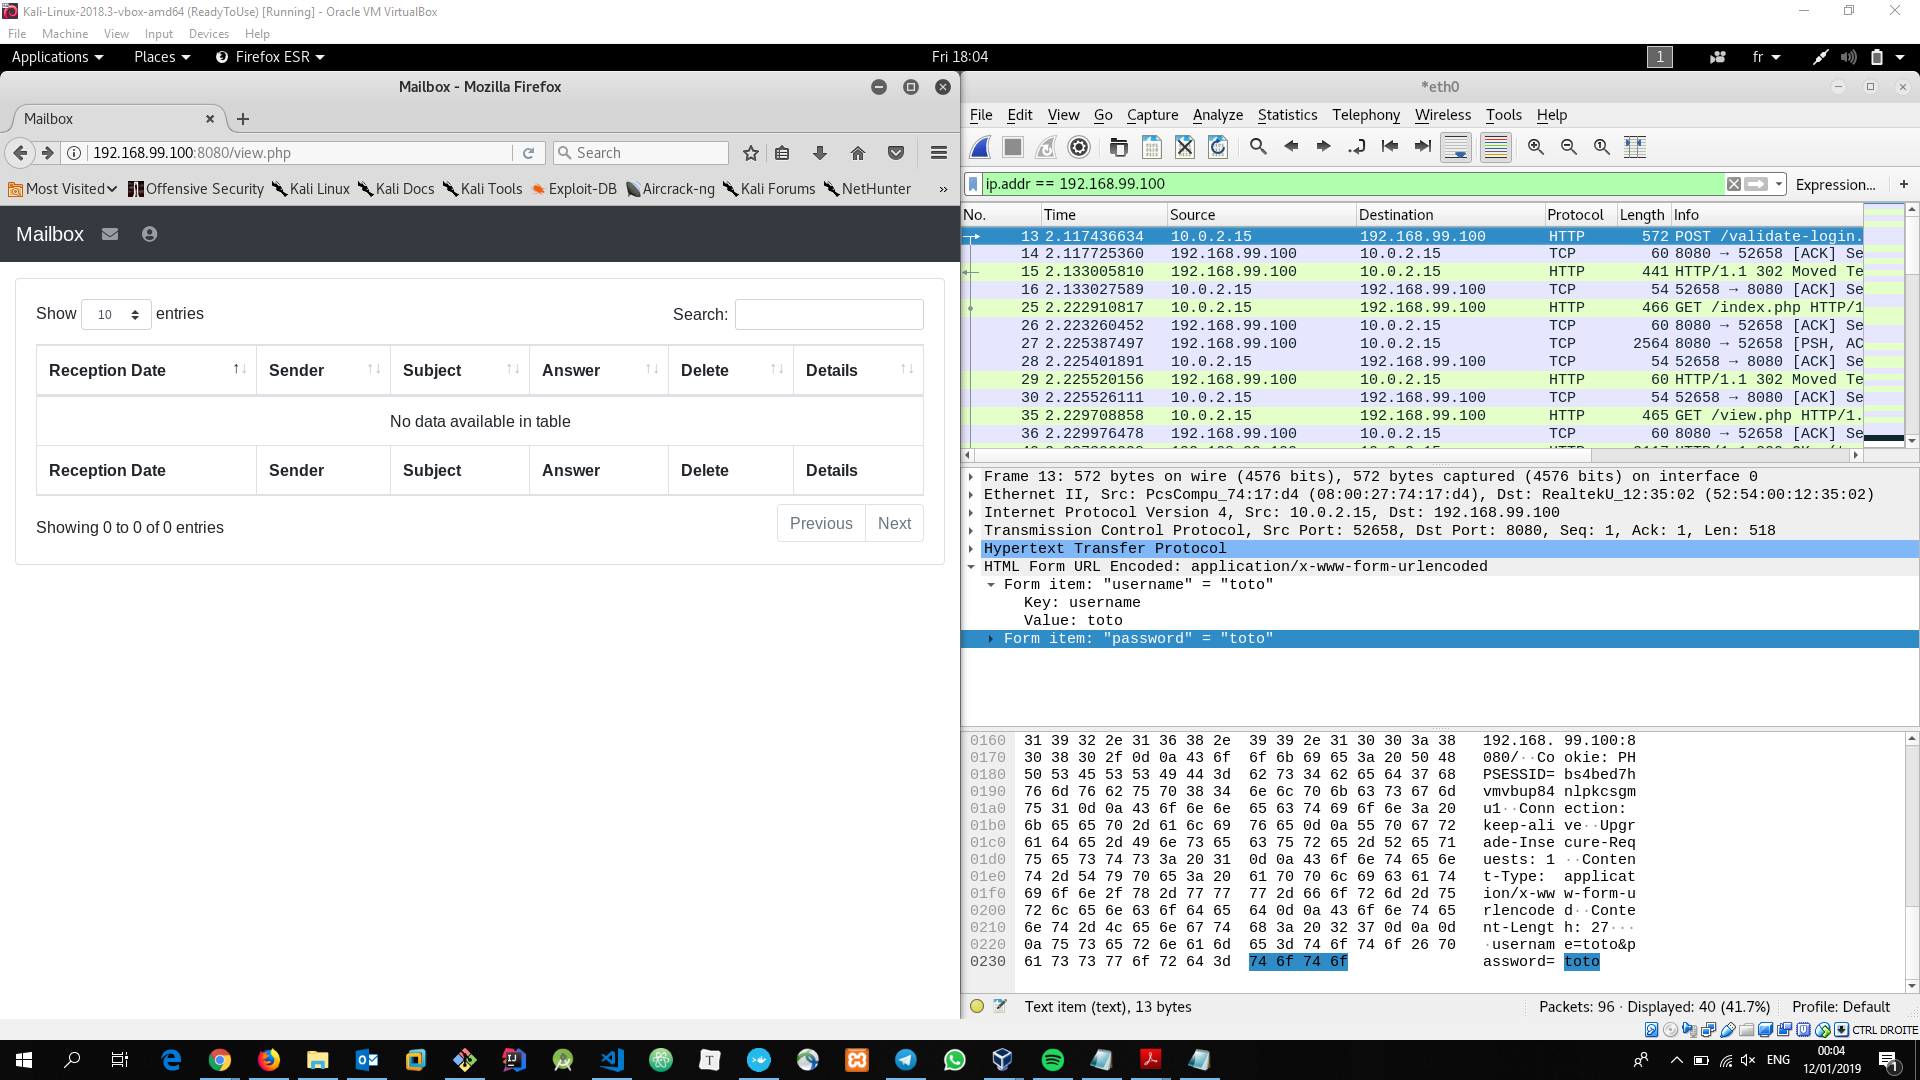 Kali-Linux-2018.3-vbox-amd64 (ReadyToUse) [Running] - Oracle VM VirtualBox
File Machine View Input Devices Help
Applications Places Firefox ESR Fri 18:04 1 fr
Mailbox - Mozilla Firefox
Mailbox
192.168.99.100:8080/view.php Search
Most Visited Offensive Security Kali Linux Kali Docs Kali Tools Exploit-DB Aircrack-ng Kali Forums NetHunter »
Mailbox
Show 10 entries Search:
Reception Date Sender Subject Answer Delete Details
No data available in table
Reception Date Sender Subject Answer Delete Details
Showing 0 to 0 of 0 entries Previous Next
*eth0
File Edit View Go Capture Analyze Statistics Telephony Wireless Tools Help
ip.addr == 192.168.99.100 Expression... +
No. Time Source Destination Protocol Length Info
13 2.117436634 10.0.2.15 192.168.99.100 HTTP 572 POST /validate-login.
14 2.117725360 192.168.99.100 10.0.2.15 TCP 60 8080 → 52658 [ACK] Se
15 2.133005810 192.168.99.100 10.0.2.15 HTTP 441 HTTP/1.1 302 Moved Te
16 2.133027589 10.0.2.15 192.168.99.100 TCP 54 52658 → 8080 [ACK] Se
25 2.222910817 10.0.2.15 192.168.99.100 HTTP 466 GET /index.php HTTP/1
26 2.223260452 192.168.99.100 10.0.2.15 TCP 60 8080 → 52658 [ACK] Se
27 2.225387497 192.168.99.100 10.0.2.15 TCP 2564 8080 → 52658 [PSH, AC
28 2.225401891 10.0.2.15 192.168.99.100 TCP 54 52658 → 8080 [ACK] Se
29 2.225520156 192.168.99.100 10.0.2.15 HTTP 60 HTTP/1.1 302 Moved Te
30 2.225526111 10.0.2.15 192.168.99.100 TCP 54 52658 → 8080 [ACK] Se
35 2.229708858 10.0.2.15 192.168.99.100 HTTP 465 GET /view.php HTTP/1.
36 2.229976478 192.168.99.100 10.0.2.15 TCP 60 8080 → 52658 [ACK] Se
Frame 13: 572 bytes on wire (4576 bits), 572 bytes captured (4576 bits) on interface 0
Ethernet II, Src: PcsCompu_74:17:d4 (08:00:27:74:17:d4), Dst: RealtekU_12:35:02 (52:54:00:12:35:02)
Internet Protocol Version 4, Src: 10.0.2.15, Dst: 192.168.99.100
Transmission Control Protocol, Src Port: 52658, Dst Port: 8080, Seq: 1, Ack: 1, Len: 518
Hypertext Transfer Protocol
HTML Form URL Encoded: application/x-www-form-urlencoded
Form item: "username" = "toto"
Key: username
Value: toto
Form item: "password" = "toto"
0160 31 39 32 2e 31 36 38 2e 39 39 2e 31 30 30 3a 38 192.168. 99.100:8
0170 30 38 30 2f 0d 0a 43 6f 6f 6b 69 65 3a 20 50 48 080/··Co okie: PH
0180 50 53 45 53 53 49 44 3d 62 73 34 62 65 64 37 68 PSESSID= bs4bed7h
0190 76 6d 76 62 75 70 38 34 6e 6c 70 6b 63 73 67 6d vmvbup84 nlpkcsgm
01a0 75 31 0d 0a 43 6f 6e 6e 65 63 74 69 6f 6e 3a 20 u1··Conn ection:
01b0 6b 65 65 70 2d 61 6c 69 76 65 0d 0a 55 70 67 72 keep-ali ve··Upgr
01c0 61 64 65 2d 49 6e 73 65 63 75 72 65 2d 52 65 71 ade-Inse cure-Req
01d0 75 65 73 74 73 3a 20 31 0d 0a 43 6f 6e 74 65 6e uests: 1 ··Conten
01e0 74 2d 54 79 70 65 3a 20 61 70 70 6c 69 63 61 74 t-Type: applicat
01f0 69 6f 6e 2f 78 2d 77 77 77 2d 66 6f 72 6d 2d 75 ion/x-ww w-form-u
0200 72 6c 65 6e 63 6f 64 65 64 0d 0a 43 6f 6e 74 65 rlencode d··Conte
0210 6e 74 2d 4c 65 6e 67 74 68 3a 20 32 37 0d 0a 0d nt-Lengt h: 27···
0220 0a 75 73 65 72 6e 61 6d 65 3d 74 6f 74 6f 26 70 ·usernam e=toto&p
0230 61 73 73 77 6f 72 64 3d 74 6f 74 6f assword= toto
Text item (text), 13 bytes Packets: 96 · Displayed: 40 (41.7%) Profile: Default
CTRL DROITE
ENG 00:04
12/01/2019 1